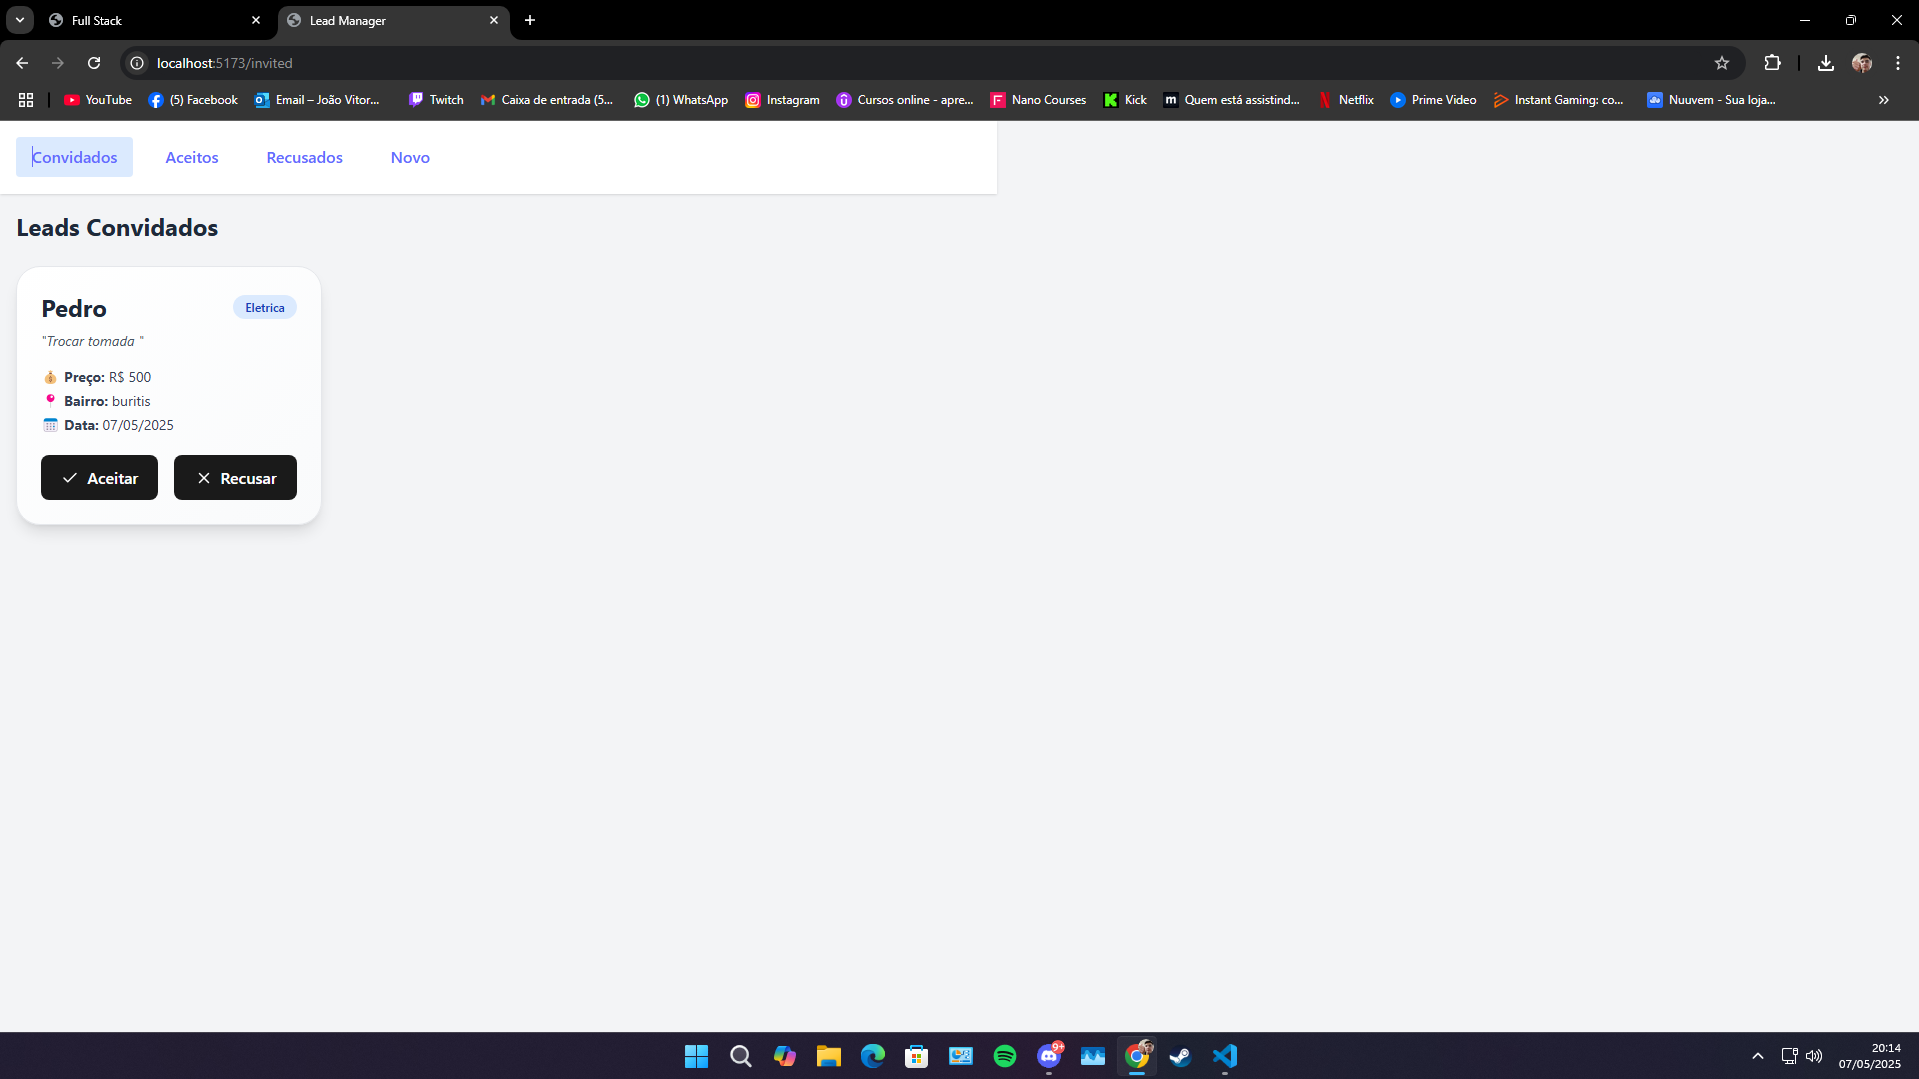 Full Stack
Lead Manager
localhost:5173/invited
YouTube
(5) Facebook
Email – João Vitor...
Twitch
Caixa de entrada (5...
(1) WhatsApp
Instagram
Cursos online - apre...
Nano Courses
Kick
Quem está assistind...
Netflix
Prime Video
Instant Gaming: co...
Nuuvem - Sua loja...
Convidados
Aceitos
Recusados
Novo
Leads Convidados
Pedro
Eletrica
"Trocar tomada "
Preço: R$ 500
Bairro: buritis
Data: 07/05/2025
Aceitar
Recusar
9+
20:14
07/05/2025